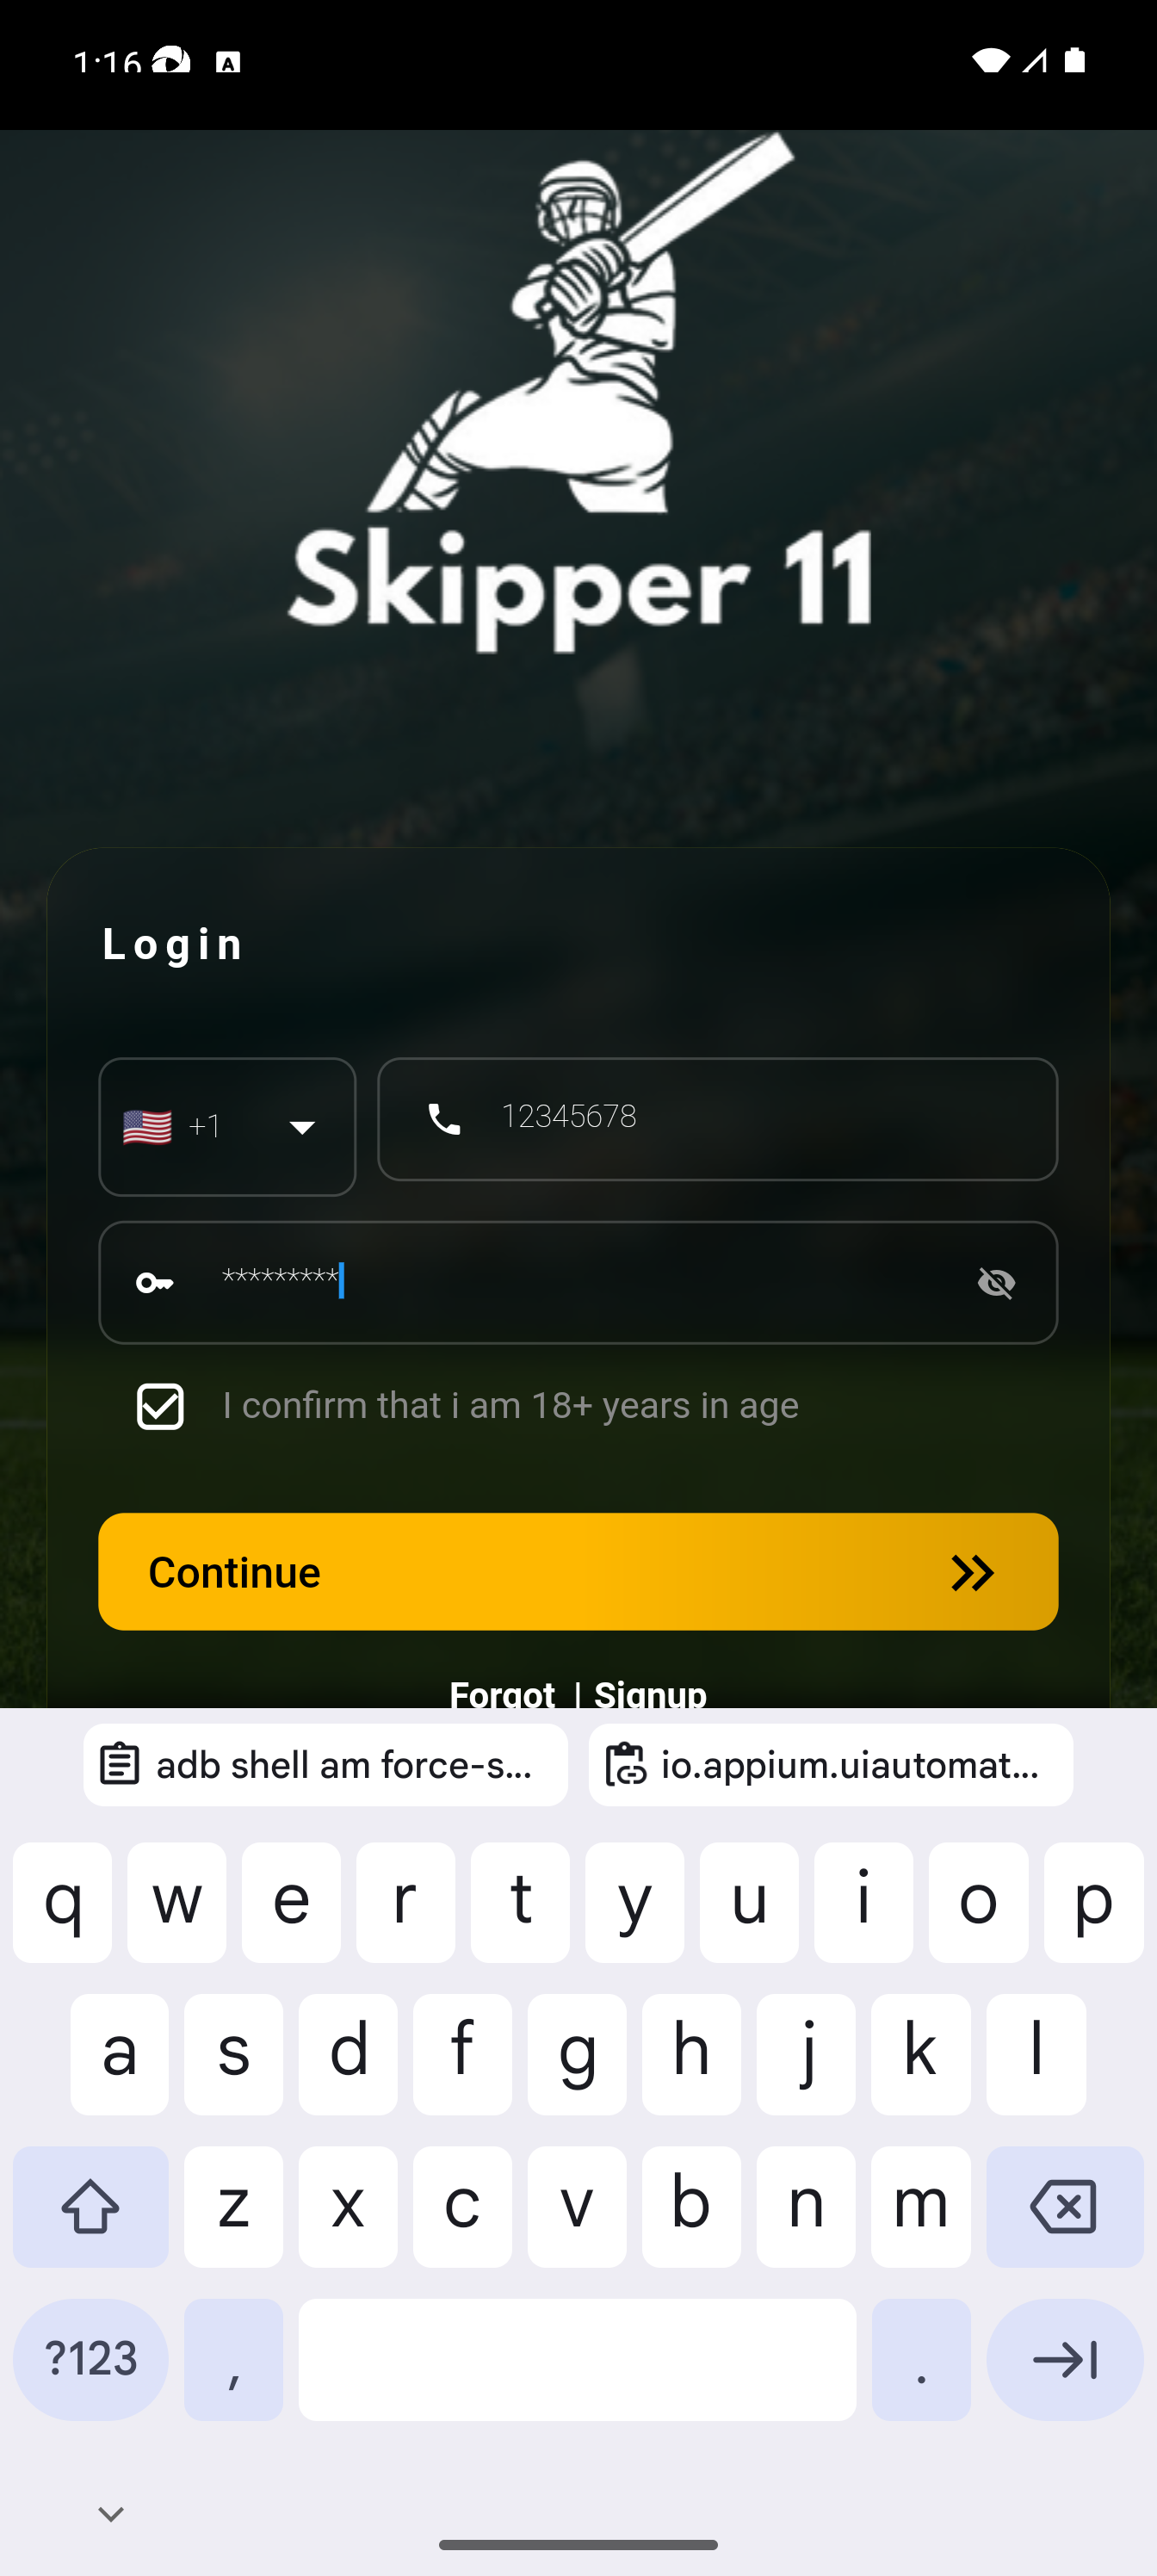 1:16
A
Skipper 11
Login
+1
12345678
*********
I confirm that i am 18+ years in age
Continue
Forgot | Signup
adb shell am force-s...
io.appium.uiautomat...
q w e r t y u i o p
a s d f g h j k l
z x c v b n m
?123 , .